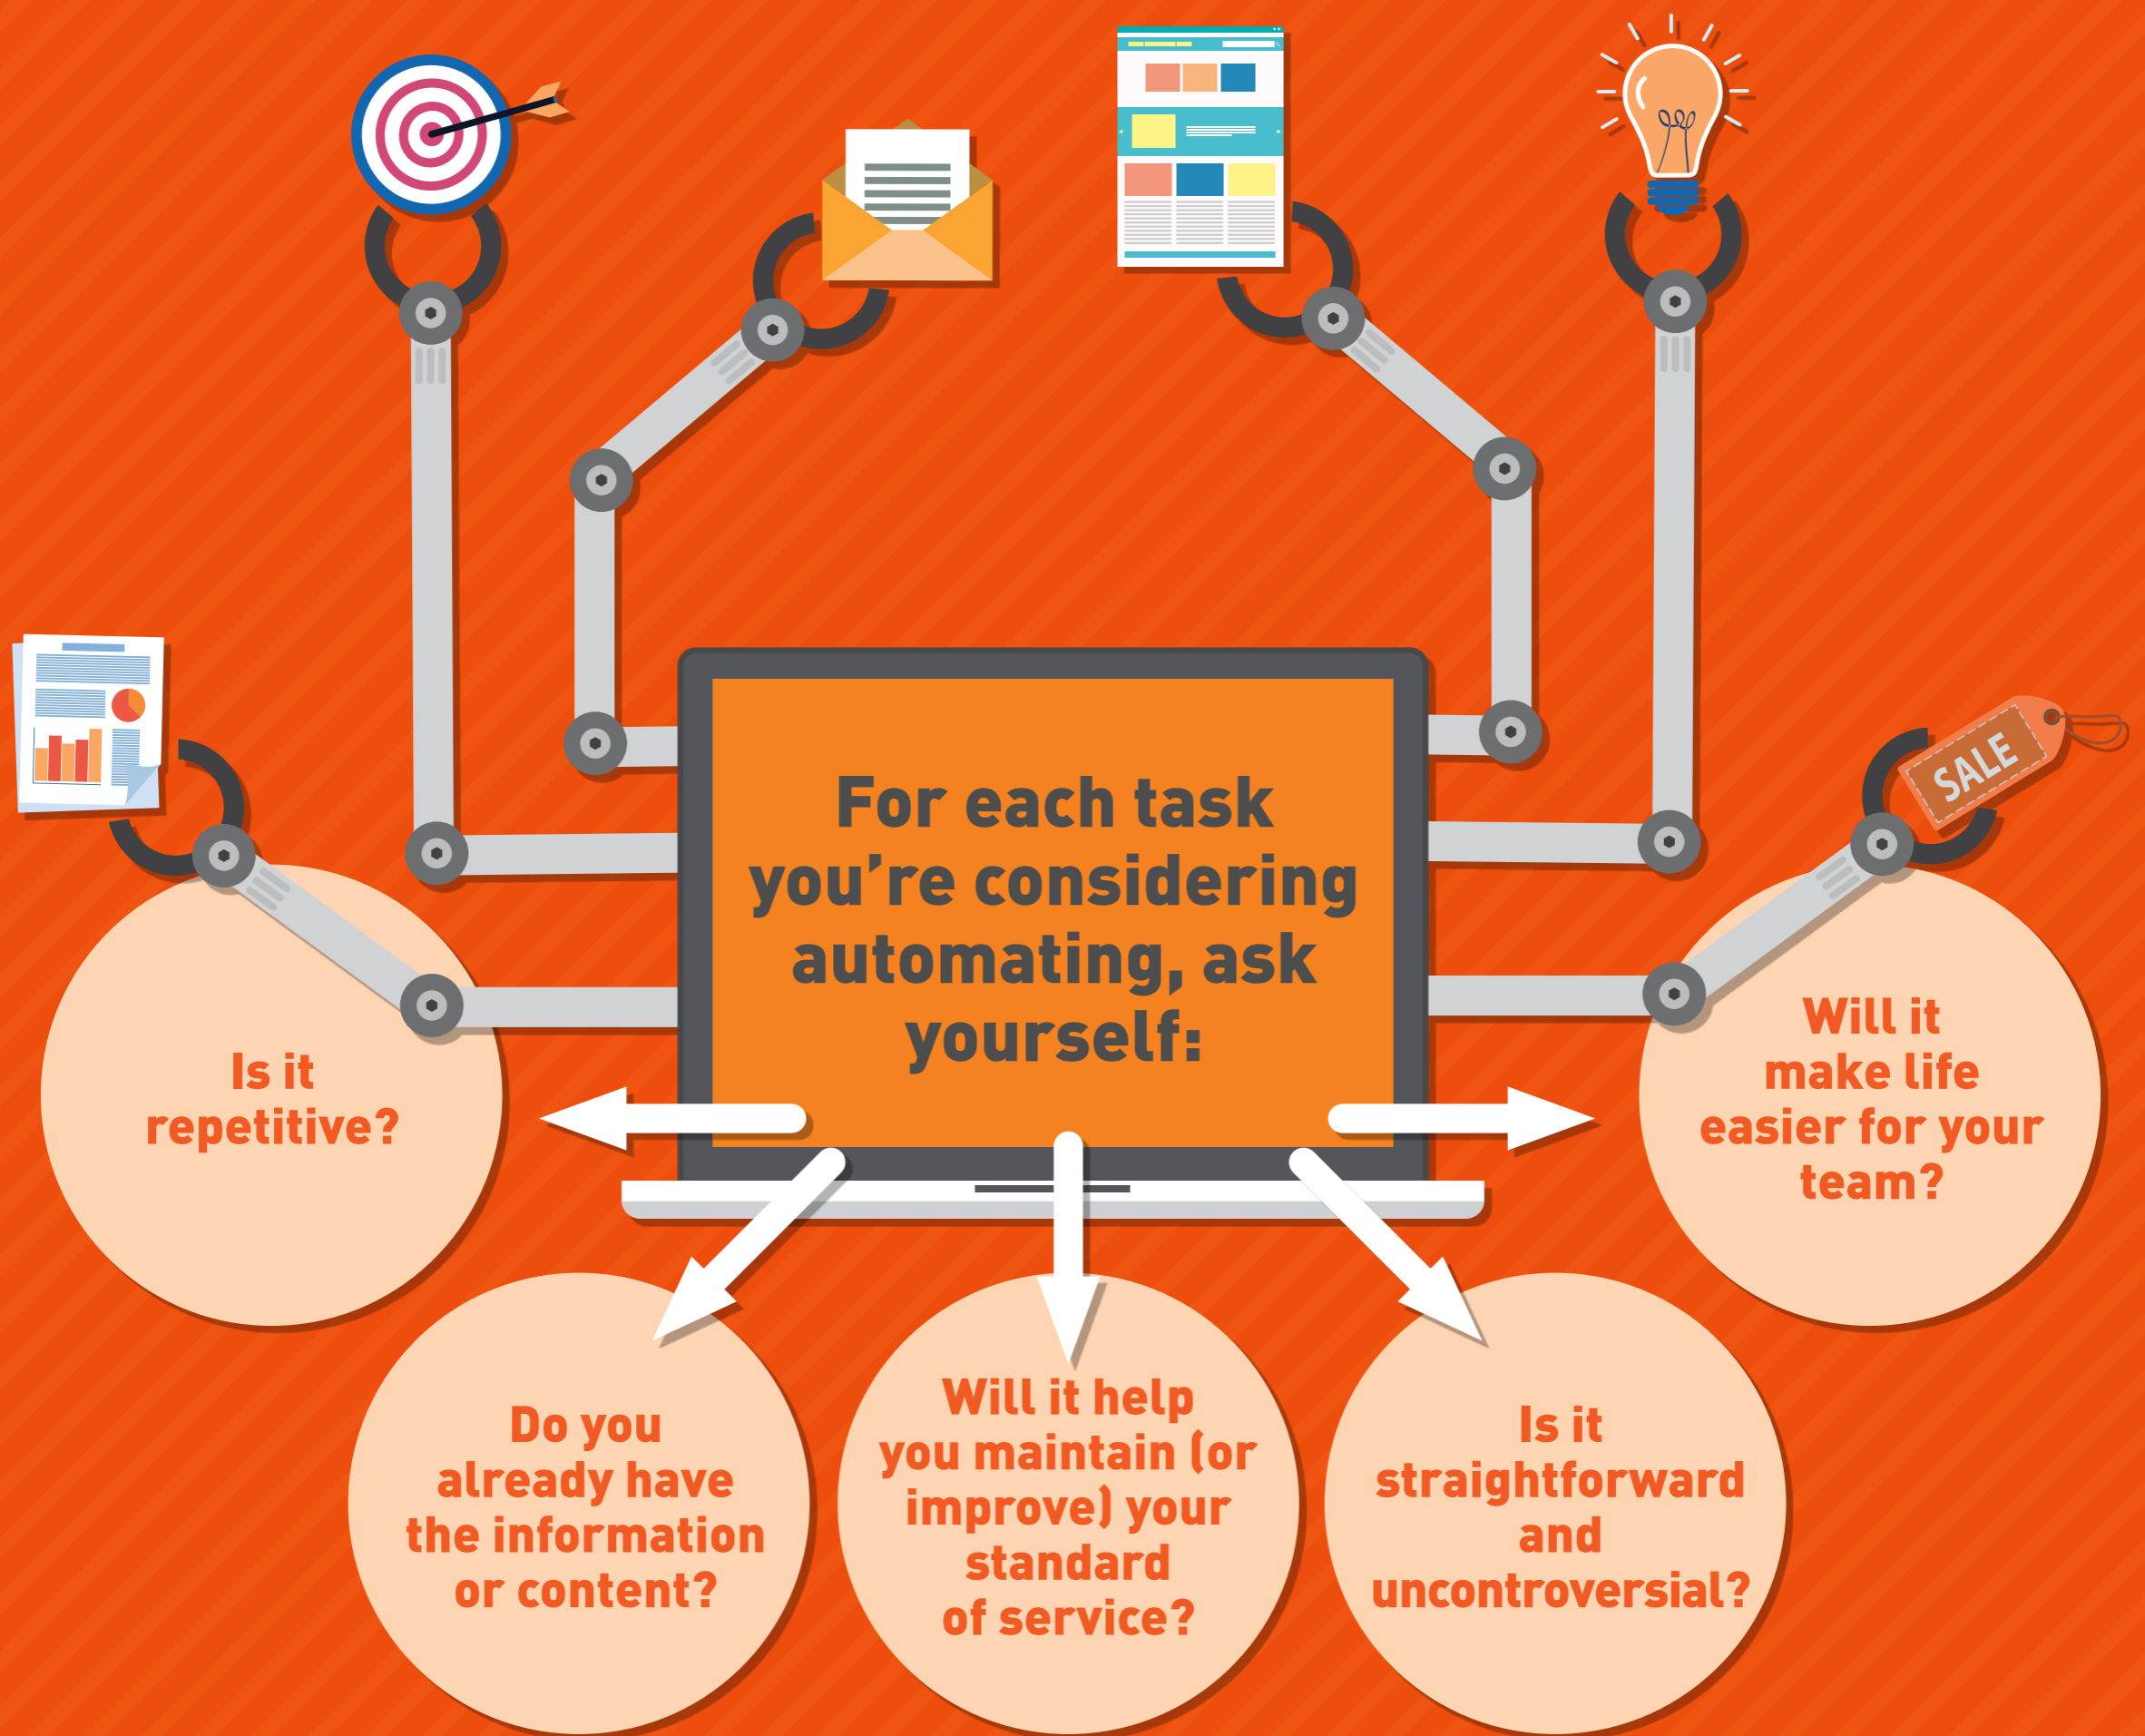 SALE
For each task
you’re considering
automating, ask
yourself:
Is it
repetitive?
Do you
already have
the information
or content?
Will it help
you maintain (or
improve) your
standard
of service?
Is it
straightforward
and
uncontroversial?
Will it
make life
easier for your
team?